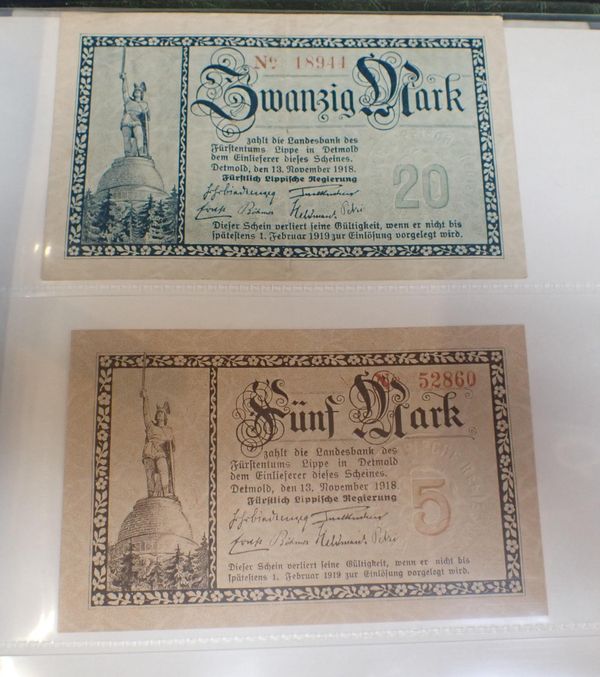 No 18944
Zwanzig Mark
zahlt die Landesbank des
Fürstentums Lippe in Detmold
dem Einlieferer dieses Scheines.
Detmold, den 13. November 1918.
Fürstlich Lippische Regierung
20
Dieser Schein verliert seine Gültigkeit, wenn er nicht bis
spätestens 1. Februar 1919 zur Einlösung vorgelegt wird.
No 52860
Fünf Mark
zahlt die Landesbank des
Fürstentums Lippe in Detmold
dem Einlieferer dieses Scheines.
Detmold, den 13. November 1918.
Fürstlich Lippische Regierung
5
Dieser Schein verliert seine Gültigkeit, wenn er nicht bis
spätestens 1. Februar 1919 zur Einlösung vorgelegt wird.